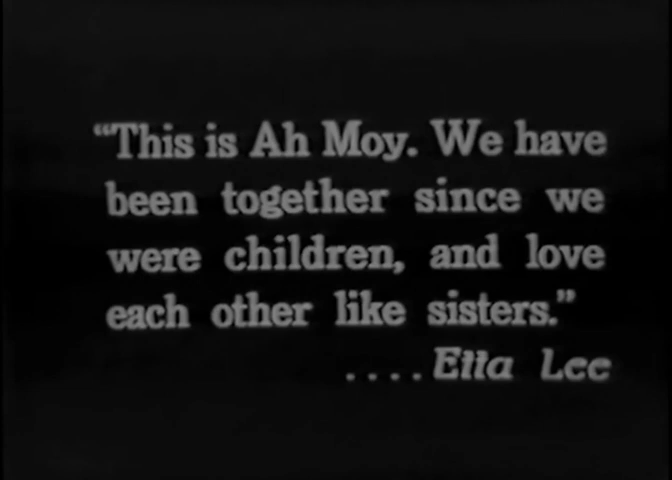 “This is Ah Moy. We have
been together since we
were children, and love
each other like sisters.”
....Etta Lee